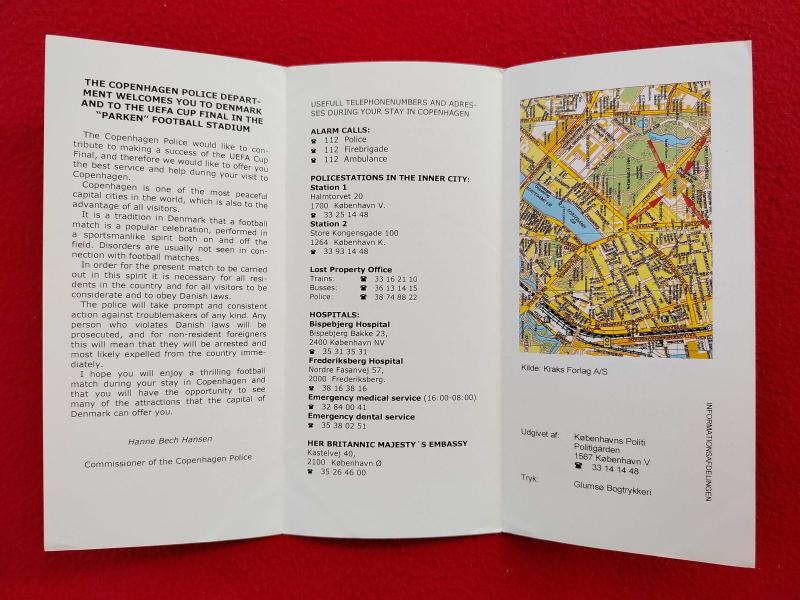 THE COPENHAGEN POLICE DEPART-
MENT WELCOMES YOU TO DENMARK
AND TO THE UEFA CUP FINAL IN THE
"PARKEN" FOOTBALL STADIUM
The Copenhagen Police would like to con-
tribute to making a success of the UEFA Cup
Final, and therefore we would like to offer you
the best service and help during your visit to
Copenhagen.
Copenhagen is one of the most peaceful
capital cities in the world, which is also to the
advantage of all visitors.
It is a tradition in Denmark that a football
match is a popular celebration, performed in
a sportsmanlike spirit both on and off the
field. Disorders are usually not seen in con-
nection with football matches.
In order for the present match to be carried
out in this spirit it is necessary for all resi-
dents in the country and for all visitors to be
considerate and to obey Danish laws.
The police will take prompt and consistent
action against troublemakers of any kind. Any
person who violates Danish laws will be
prosecuted, and for non-resident foreigners
this will mean that they will be arrested and
most likely expelled from the country imme-
diately.
I hope you will enjoy a thrilling football
match during your stay in Copenhagen and
that you will have the opportunity to see
many of the attractions that the capital of
Denmark can offer you.
Hanne Bech Hansen
Commissioner of the Copenhagen Police
USEFULL TELEPHONENUMBERS AND ADRES-
SES DURING YOUR STAY IN COPENHAGEN
ALARM CALLS:
☎ 112 Police
☎ 112 Firebrigade
☎ 112 Ambulance
POLICESTATIONS IN THE INNER CITY:
Station 1
Halmtorvet 20
1700 København V.
☎ 33 25 14 48
Station 2
Store Kongensgade 100
1264 København K.
☎ 33 93 14 48
Lost Property Office
Trains: ☎ 33 16 21 10
Busses: ☎ 36 13 14 15
Police: ☎ 38 74 88 22
HOSPITALS:
Bispebjerg Hospital
Bispebjerg Bakke 23,
2400 København NV
☎ 35 31 35 31
Frederiksberg Hospital
Nordre Fasanvej 57,
2000 Frederiksberg.
☎ 38 16 38 16
Emergency medical service (16:00-08:00)
☎ 32 84 00 41
Emergency dental service
☎ 35 38 02 51
HER BRITANNIC MAJESTY´S EMBASSY
Kastelvej 40,
2100 København Ø
☎ 35 26 46 00
Kilde: Kraks Forlag A/S
INFORMATIONSAFDELINGEN
Udgivet af: Københavns Politi
Politigården
1567 København V
☎ 33 14 14 48
Tryk: Glumsø Bogtrykkeri